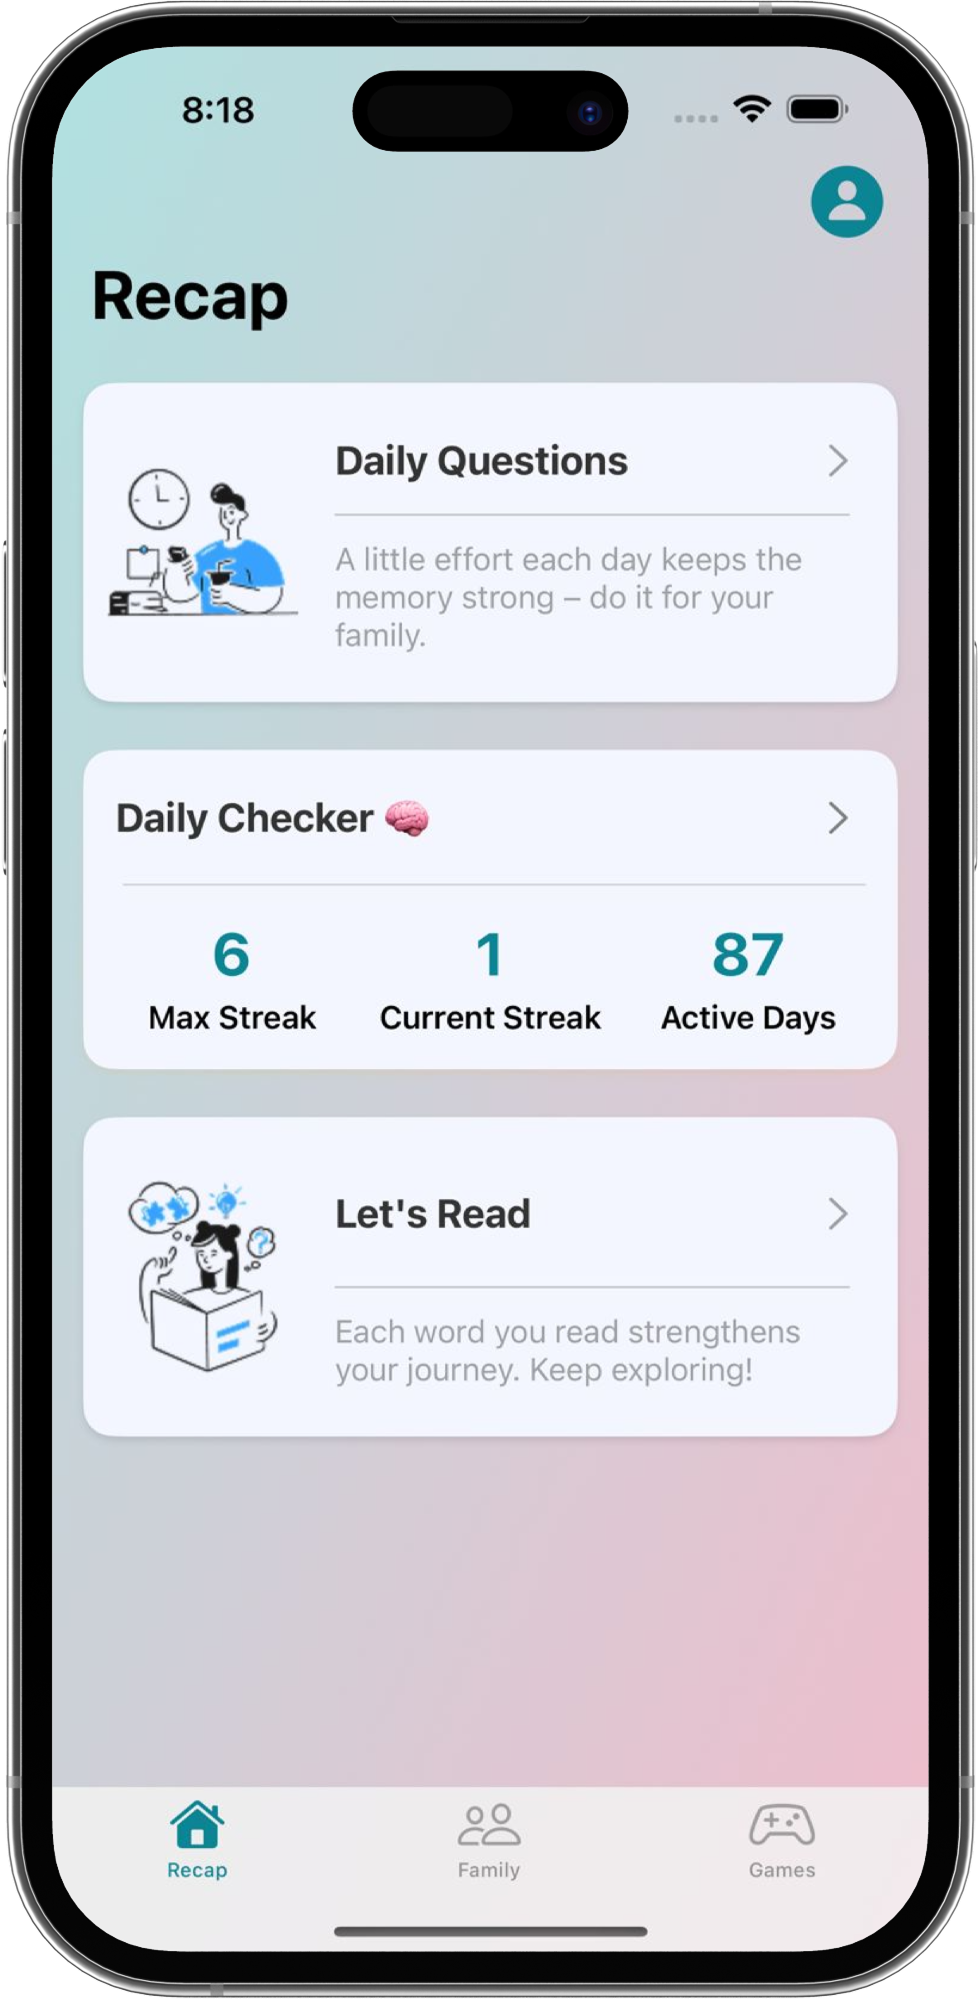 8:18
Recap
Daily Questions
A little effort each day keeps the
memory strong – do it for your
family.
Daily Checker 🧠
6 1 87
Max Streak Current Streak Active Days
Let's Read
Each word you read strengthens
your journey. Keep exploring!
Recap Family Games